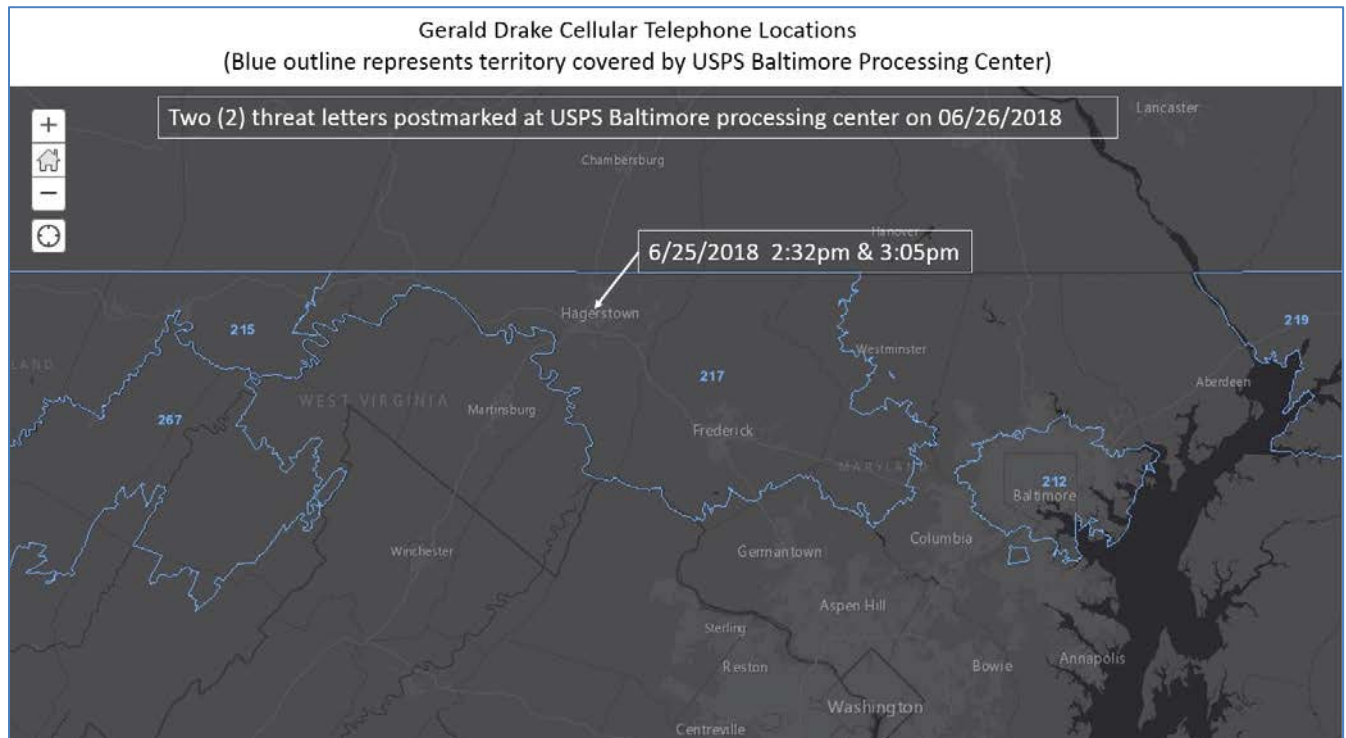 Gerald Drake Cellular Telephone Locations
(Blue outline represents territory covered by USPS Baltimore Processing Center)
Two (2) threat letters postmarked at USPS Baltimore processing center on 06/26/2018
Lancaster
Chambersburg
Hanover
6/25/2018 2:32pm & 3:05pm
Hagerstown
215
219
LAND
Westminster
217
Aberdeen
WEST VIRGINIA
Martinsburg
267
Frederick
MARYLAND
212
Baltimore
Winchester
Germantown
Columbia
Aspen Hill
Sterling
Reston
Bowie
Annapolis
Washington
Centreville